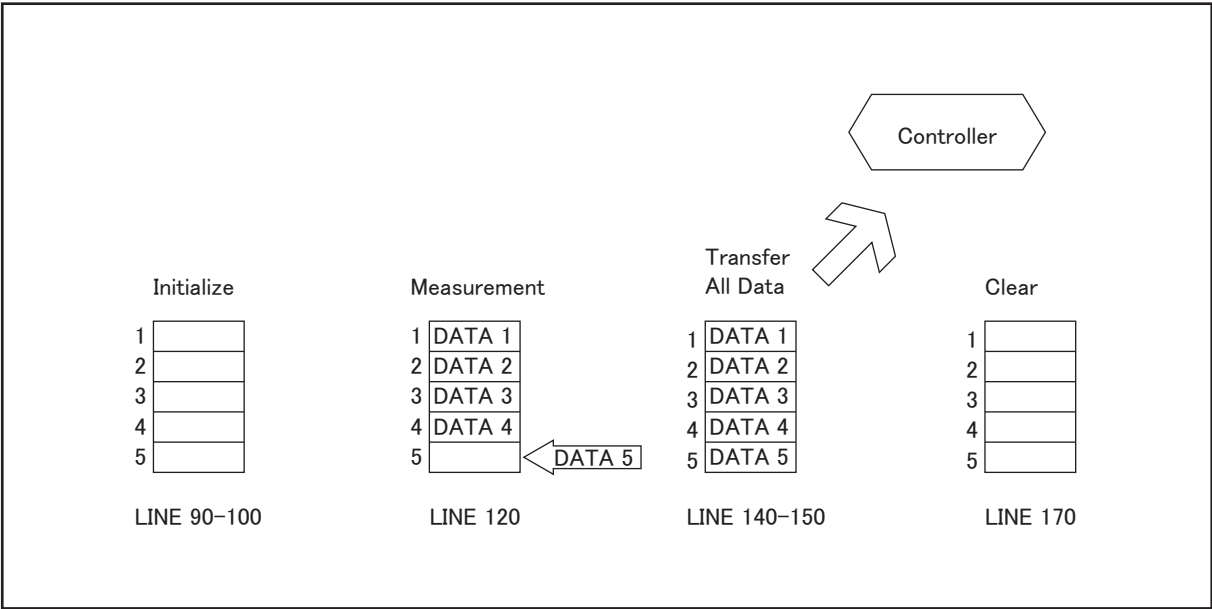 Controller
Initialize
1
2
3
4
5
LINE 90-100
Measurement
1 DATA 1
2 DATA 2
3 DATA 3
4 DATA 4
5
DATA 5
LINE 120
Transfer
All Data
1 DATA 1
2 DATA 2
3 DATA 3
4 DATA 4
5 DATA 5
LINE 140-150
Clear
1
2
3
4
5
LINE 170